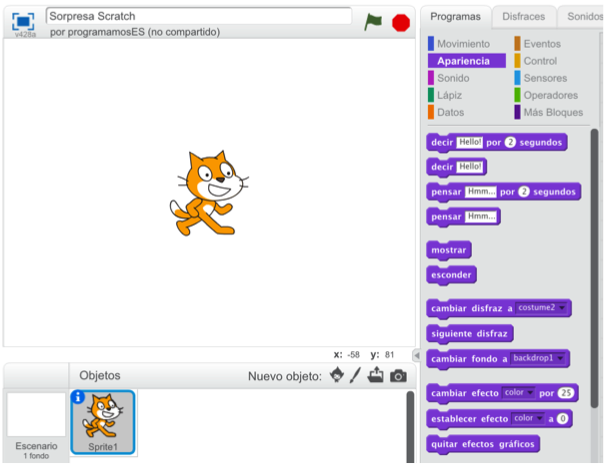 Sorpresa Scratch
por programamosES (no compartido)
v428a
Programas
Disfraces
Sonidos
Movimiento
Eventos
Apariencia
Control
Sonido
Sensores
Lápiz
Operadores
Datos
Más Bloques
decir Hello! por 2 segundos
decir Hello!
pensar Hmm... por 2 segundos
pensar Hmm...
mostrar
esconder
cambiar disfraz a costume2
siguiente disfraz
cambiar fondo a backdrop1
cambiar efecto color por 25
establecer efecto color a 0
quitar efectos gráficos
x: -58 y: 81
Objetos
Nuevo objeto:
Escenario
1 fondo
Sprite1